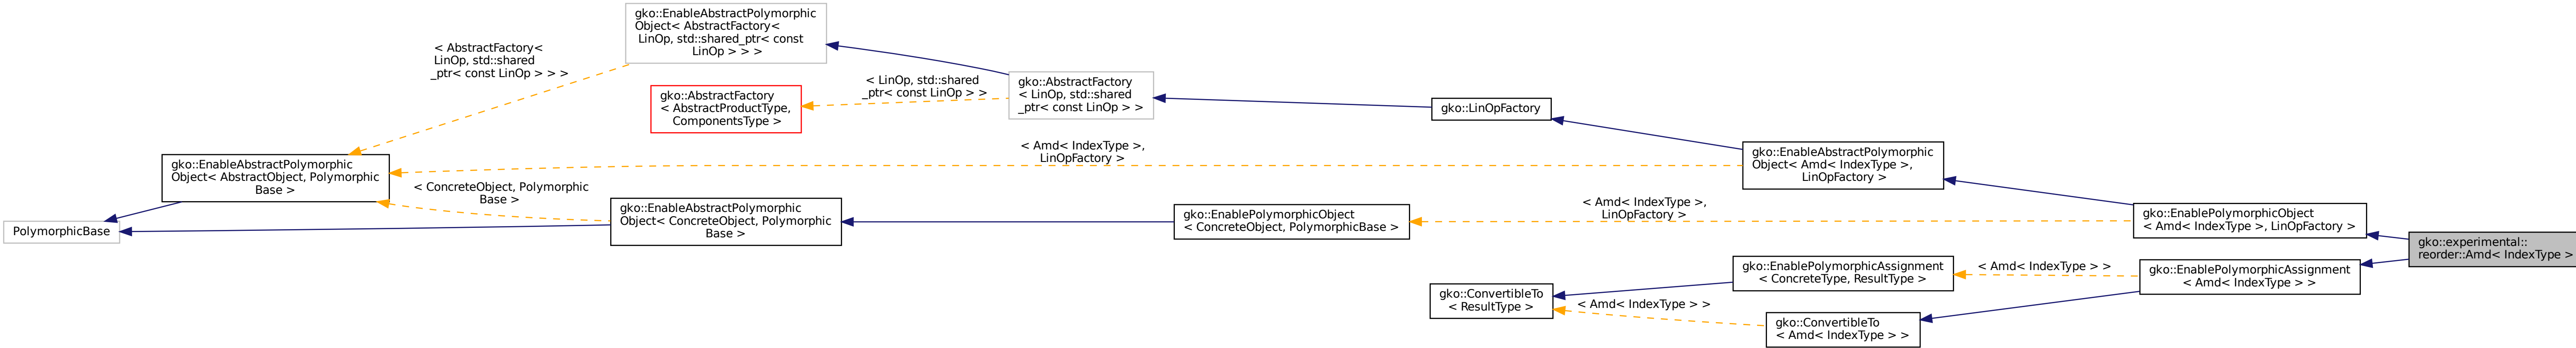 gko::EnableAbstractPolymorphic
Object< AbstractFactory<
LinOp, std::shared_ptr< const
LinOp > > >
< AbstractFactory<
LinOp, std::shared
_ptr< const LinOp > > >
gko::AbstractFactory
< AbstractProductType,
ComponentsType >
< LinOp, std::shared
_ptr< const LinOp > >
gko::AbstractFactory
< LinOp, std::shared
_ptr< const LinOp > >
gko::LinOpFactory
gko::EnableAbstractPolymorphic
Object< AbstractObject, Polymorphic
Base >
< Amd< IndexType >,
LinOpFactory >
gko::EnableAbstractPolymorphic
Object< Amd< IndexType >,
LinOpFactory >
< ConcreteObject, Polymorphic
Base >
PolymorphicBase
gko::EnableAbstractPolymorphic
Object< ConcreteObject, Polymorphic
Base >
gko::EnablePolymorphicObject
< ConcreteObject, PolymorphicBase >
< Amd< IndexType >,
LinOpFactory >
gko::EnablePolymorphicObject
< Amd< IndexType >, LinOpFactory >
gko::experimental::
reorder::Amd< IndexType >
gko::EnablePolymorphicAssignment
< ConcreteType, ResultType >
< Amd< IndexType > >
gko::EnablePolymorphicAssignment
< Amd< IndexType > >
gko::ConvertibleTo
< ResultType >
< Amd< IndexType > >
gko::ConvertibleTo
< Amd< IndexType > >